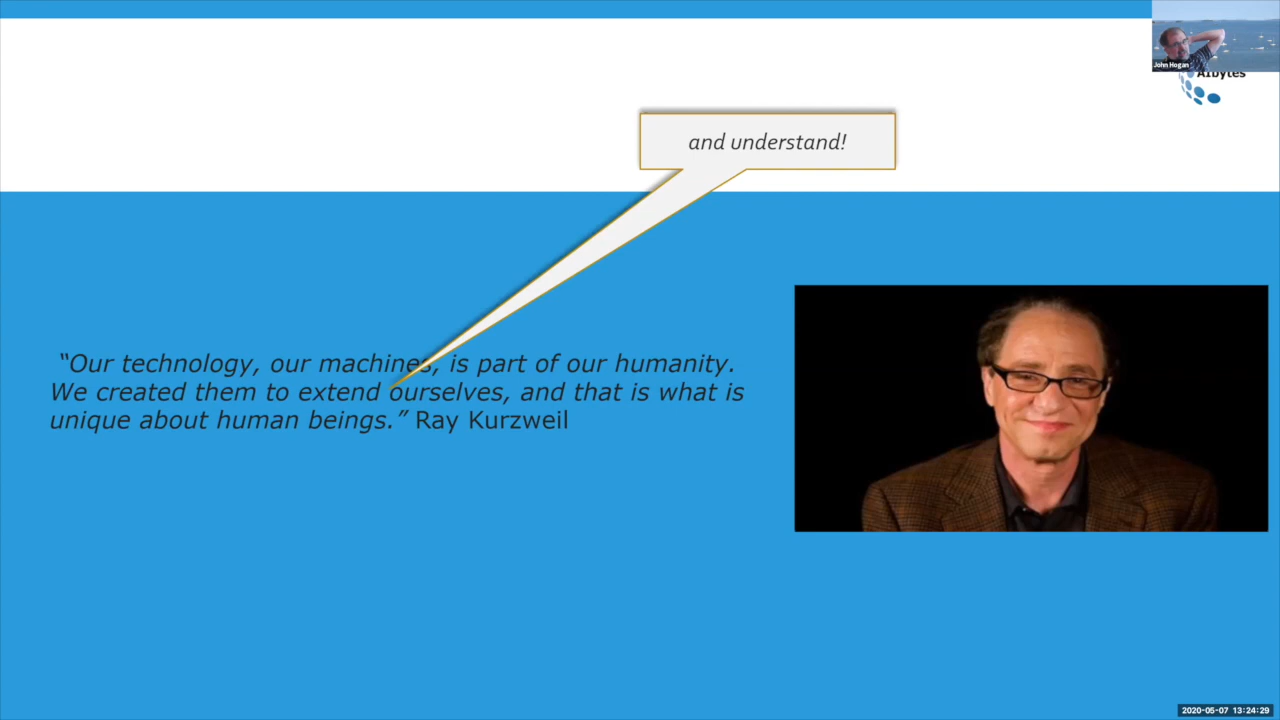 John Hogan
AIbytes
and understand!
“Our technology, our machines, is part of our humanity.
We created them to extend ourselves, and that is what is
unique about human beings.” Ray Kurzweil
2020-05-07 13:24:29